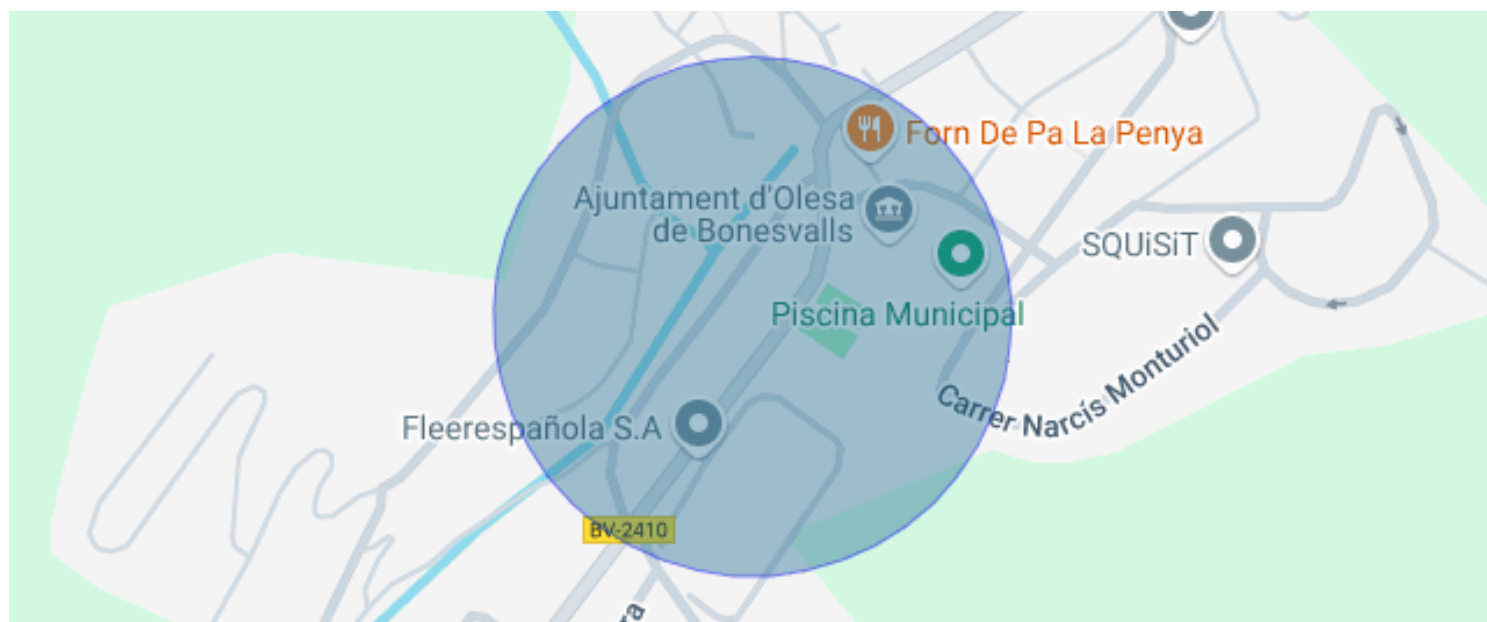 Forn De Pa La Penya
Ajuntament d'Olesa
de Bonesvalls
SQUiSiT
Piscina Municipal
Carrer Narcís Monturiol
Fleerespañola S.A
BV-2410